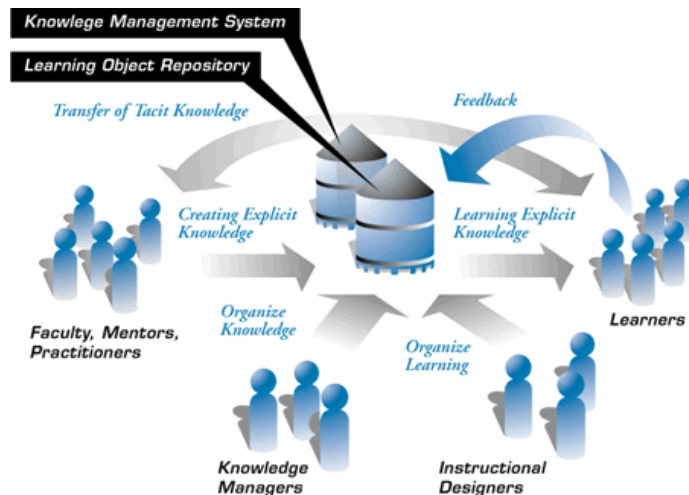 Knowlege Management System
Learning Object Repository
Transfer of Tacit Knowledge
Feedback
Creating Explicit
Knowledge
Learning Explicit
Knowledge
Faculty, Mentors,
Practitioners
Organize
Knowledge
Organize
Learning
Learners
Knowledge
Managers
Instructional
Designers